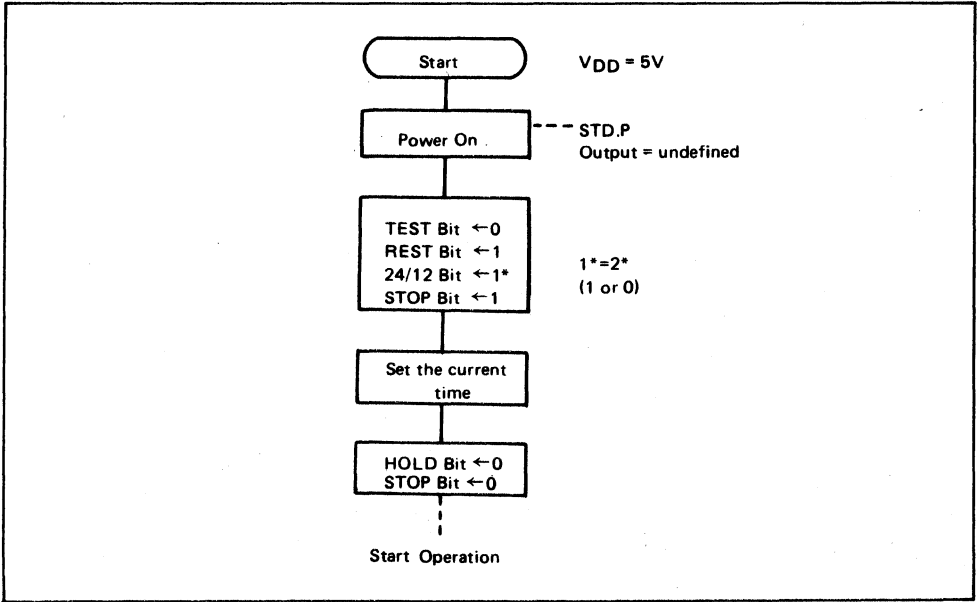 Start
VDD = 5V
Power On
STD.P
Output = undefined
TEST Bit ←0
REST Bit ←1
24/12 Bit ←1*
STOP Bit ←1
1*=2*
(1 or 0)
Set the current
time
HOLD Bit ←0
STOP Bit ←0
Start Operation